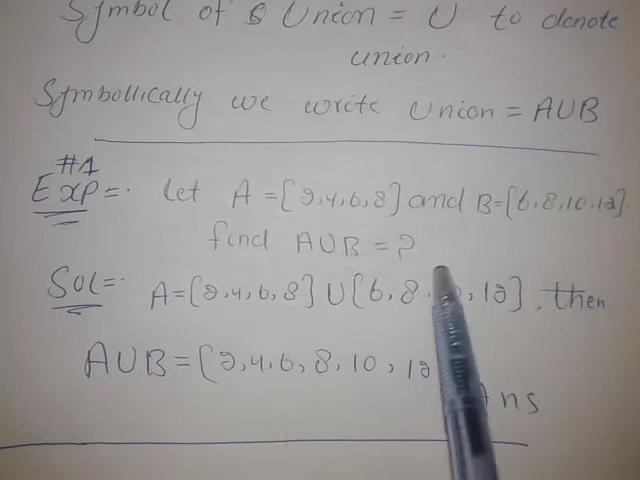 Symbol of Union = U to denote
union.
Symbollically we write Union = AUB
#1
Exp=. Let A = [2,4,6,8] and B=[6,8,10,12].
find AUB = ?
Sol=. A=[2,4,6,8] U [6,8, , 12]. then
AUB = [2,4,6,8,10,12
Ans